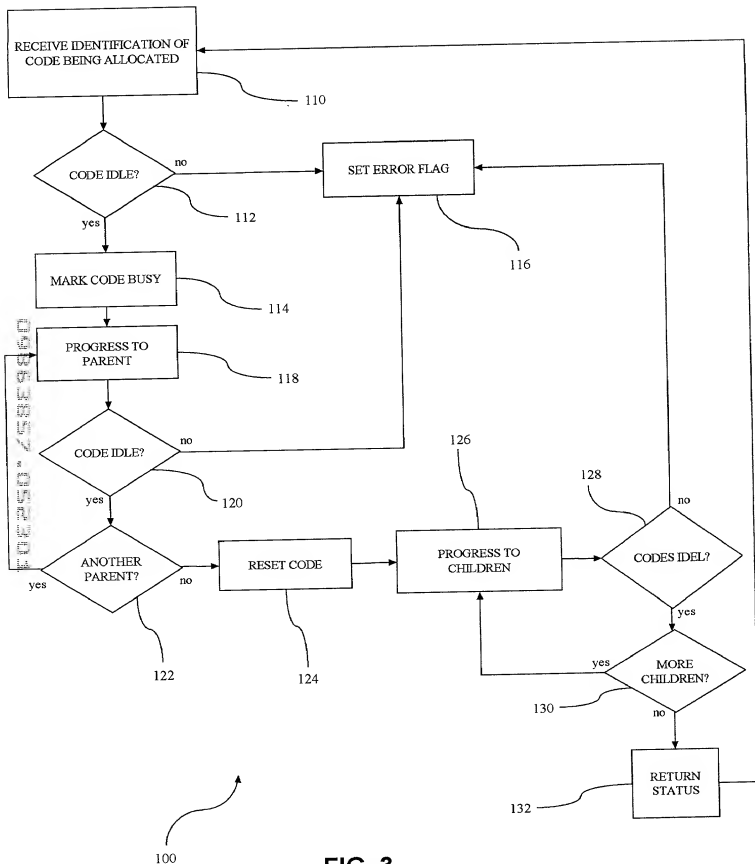 RECEIVE IDENTIFICATION OF
CODE BEING ALLOCATED
110
CODE IDLE?
no
112
yes
SET ERROR FLAG
116
MARK CODE BUSY
114
PROGRESS TO
PARENT
118
CODE IDLE?
no
120
yes
ANOTHER
PARENT?
yes
no
122
RESET CODE
124
126
PROGRESS TO
CHILDREN
128
no
CODES IDEL?
yes
yes
MORE
CHILDREN?
130
no
RETURN
STATUS
132
100
FIG. 3